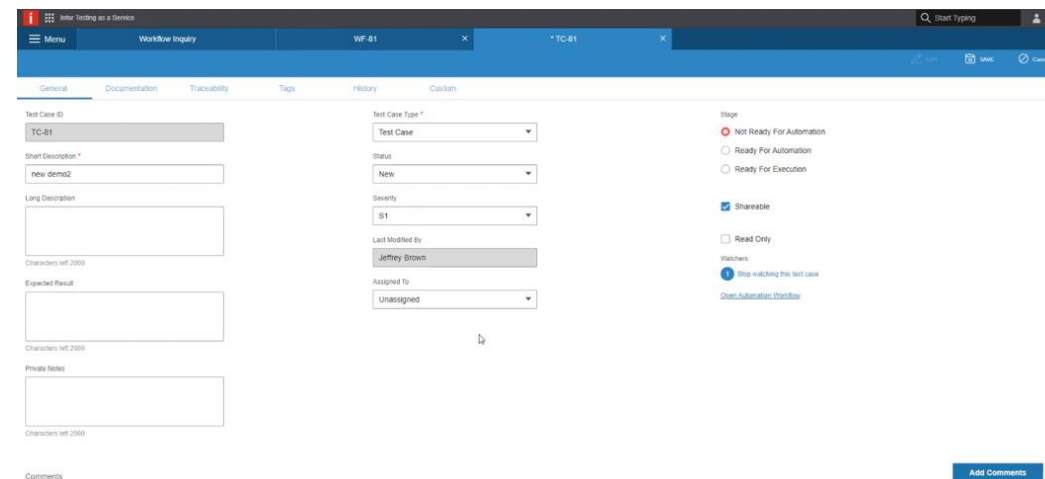 i Infor Testing as a Service Start Typing
Menu Workflow Inquiry WF-81 × * TC-81 ×
Edit SAVE
General Documentation Traceability Tags History Custom
Test Case ID
TC-81
Short Description *
new demo2
Long Description
Characters left 2000
Expected Result
Characters left 2000
Private Notes
Characters left 2000
Test Case Type *
Test Case
Status
New
Severity
S1
Last Modified By
Jeffrey Brown
Assigned To
Unassigned
Stage
Not Ready For Automation
Ready For Automation
Ready For Execution
Shareable
Read Only
Watchers
1 Stop watching this test case
Open Automation Workflow
Comments
Add Comments